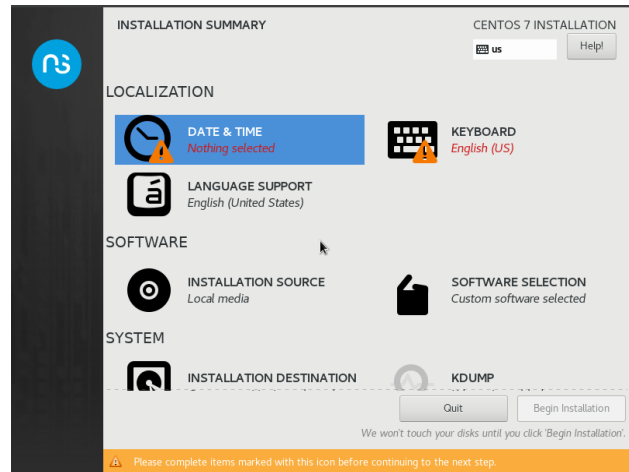 INSTALLATION SUMMARY
CENTOS 7 INSTALLATION
us
Help!
ns
LOCALIZATION
DATE & TIME
Nothing selected
KEYBOARD
English (US)
á
LANGUAGE SUPPORT
English (United States)
SOFTWARE
INSTALLATION SOURCE
Local media
SOFTWARE SELECTION
Custom software selected
SYSTEM
INSTALLATION DESTINATION
KDUMP
Quit
Begin Installation
We won't touch your disks until you click 'Begin Installation'.
Please complete items marked with this icon before continuing to the next step.